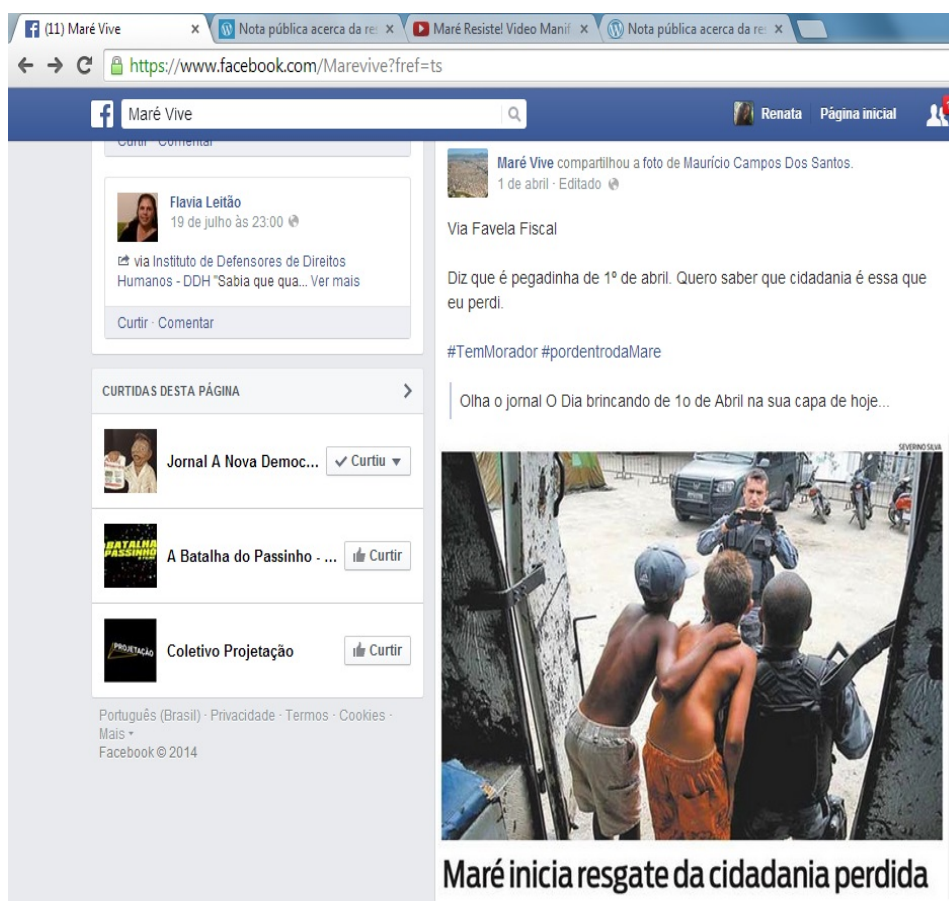 (11) Maré Vive
Nota pública acerca da re
Maré Resiste! Video Manif
Nota pública acerca da re
https://www.facebook.com/Marevive?fref=ts
Maré Vive
Renata
Página inicial
Curtir · Comentar
Flavia Leitão
19 de julho às 23:00
via Instituto de Defensores de Direitos
Humanos - DDH "Sabia que qua... Ver mais
Curtir · Comentar
CURTIDAS DESTA PÁGINA
Jornal A Nova Democ...
Curtiu
BATALHA
PASSINHO
A Batalha do Passinho - ...
Curtir
PROJETAÇÃO
Coletivo Projetação
Curtir
Português (Brasil) · Privacidade · Termos · Cookies ·
Mais
Facebook © 2014
Maré Vive compartilhou a foto de Maurício Campos Dos Santos.
1 de abril · Editado
Via Favela Fiscal
Diz que é pegadinha de 1º de abril. Quero saber que cidadania é essa que
eu perdi.
#TemMorador #pordentrodaMare
Olha o jornal O Dia brincando de 1o de Abril na sua capa de hoje...
SEVERINO SILVA
Maré inicia resgate da cidadania perdida